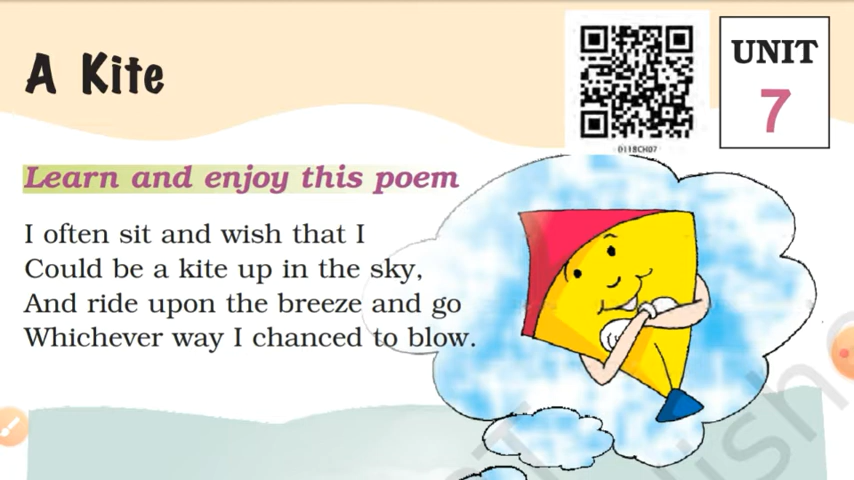 A Kite
UNIT
7
0118CH07
Learn and enjoy this poem
I often sit and wish that I
Could be a kite up in the sky,
And ride upon the breeze and go
Whichever way I chanced to blow.